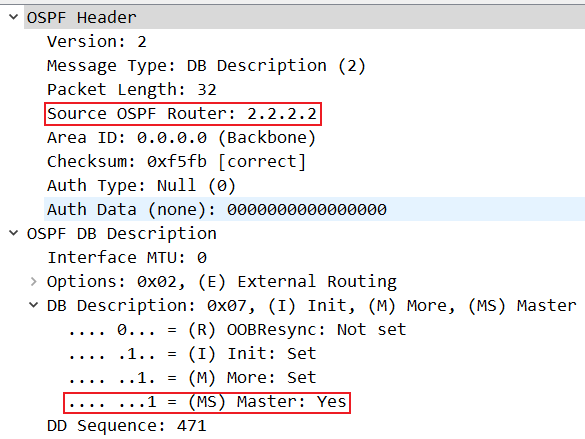 OSPF Header
Version: 2
Message Type: DB Description (2)
Packet Length: 32
Source OSPF Router: 2.2.2.2
Area ID: 0.0.0.0 (Backbone)
Checksum: 0xf5fb [correct]
Auth Type: Null (0)
Auth Data (none): 0000000000000000
OSPF DB Description
Interface MTU: 0
Options: 0x02, (E) External Routing
DB Description: 0x07, (I) Init, (M) More, (MS) Master
.... 0... = (R) OOBResync: Not set
.... .1.. = (I) Init: Set
.... ..1. = (M) More: Set
.... ...1 = (MS) Master: Yes
DD Sequence: 471